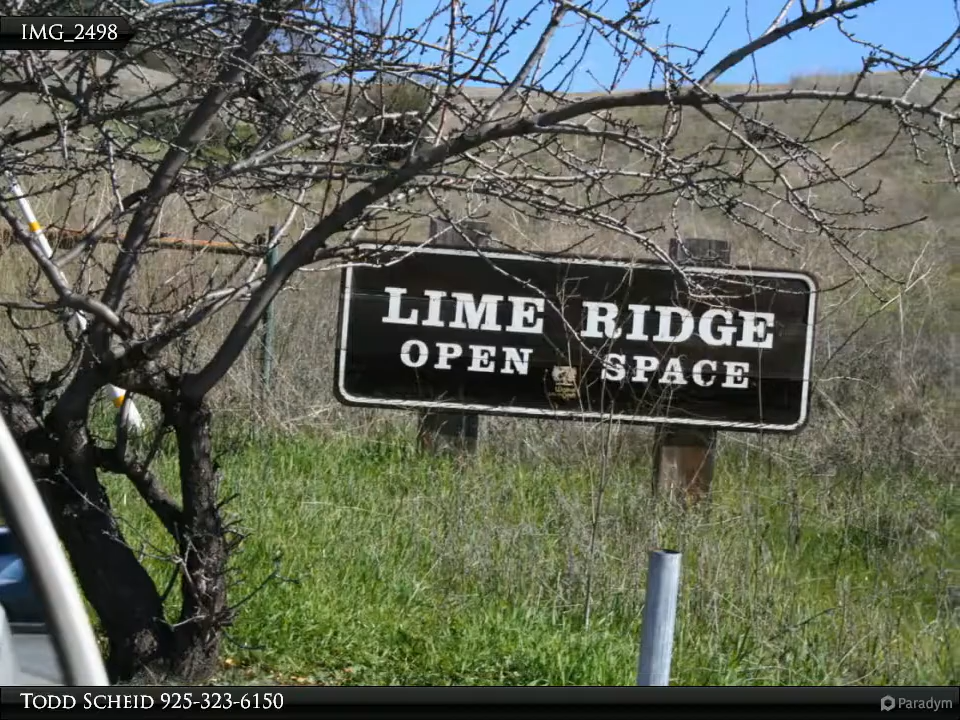 IMG_2498
LIME RIDGE
OPEN SPACE
TODD SCHEID 925-323-6150
Paradym